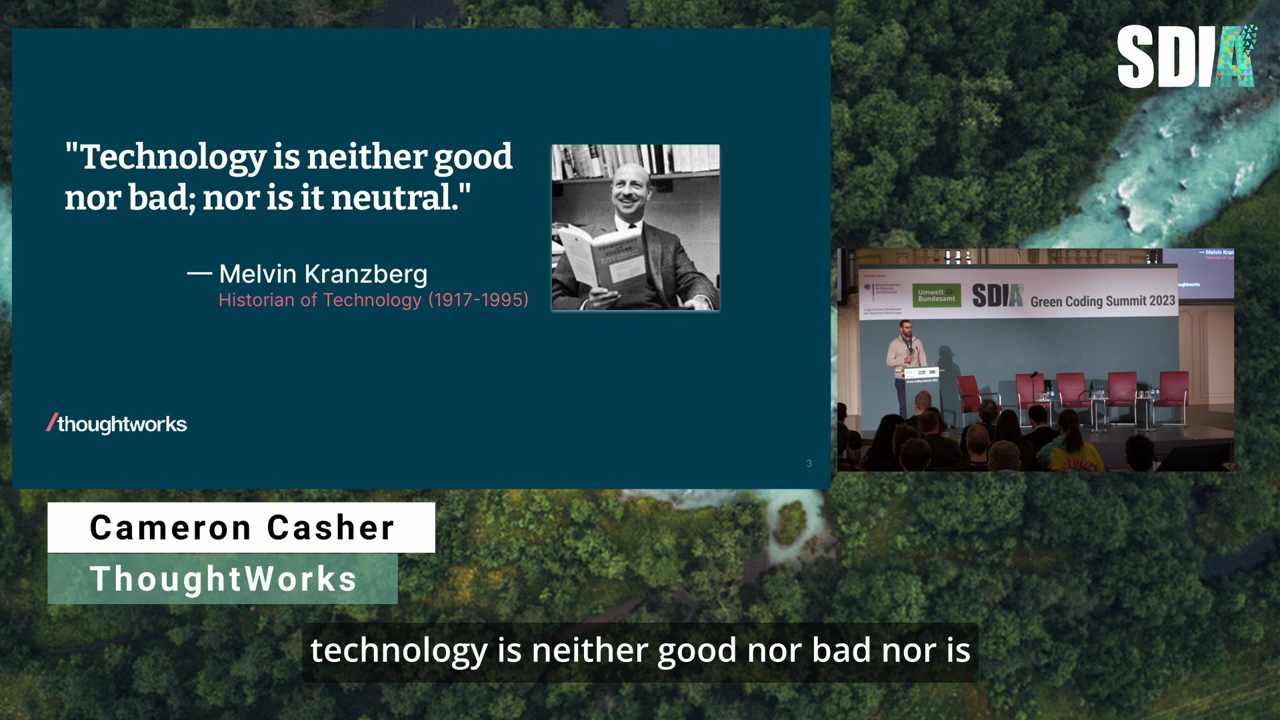 SDIA
"Technology is neither good
nor bad; nor is it neutral."
— Melvin Kranzberg
Historian of Technology (1917-1995)
/thoughtworks
3
Umwelt
Bundesamt
SDIA Green Coding Summit 2023
Cameron Casher
ThoughtWorks
technology is neither good nor bad nor is